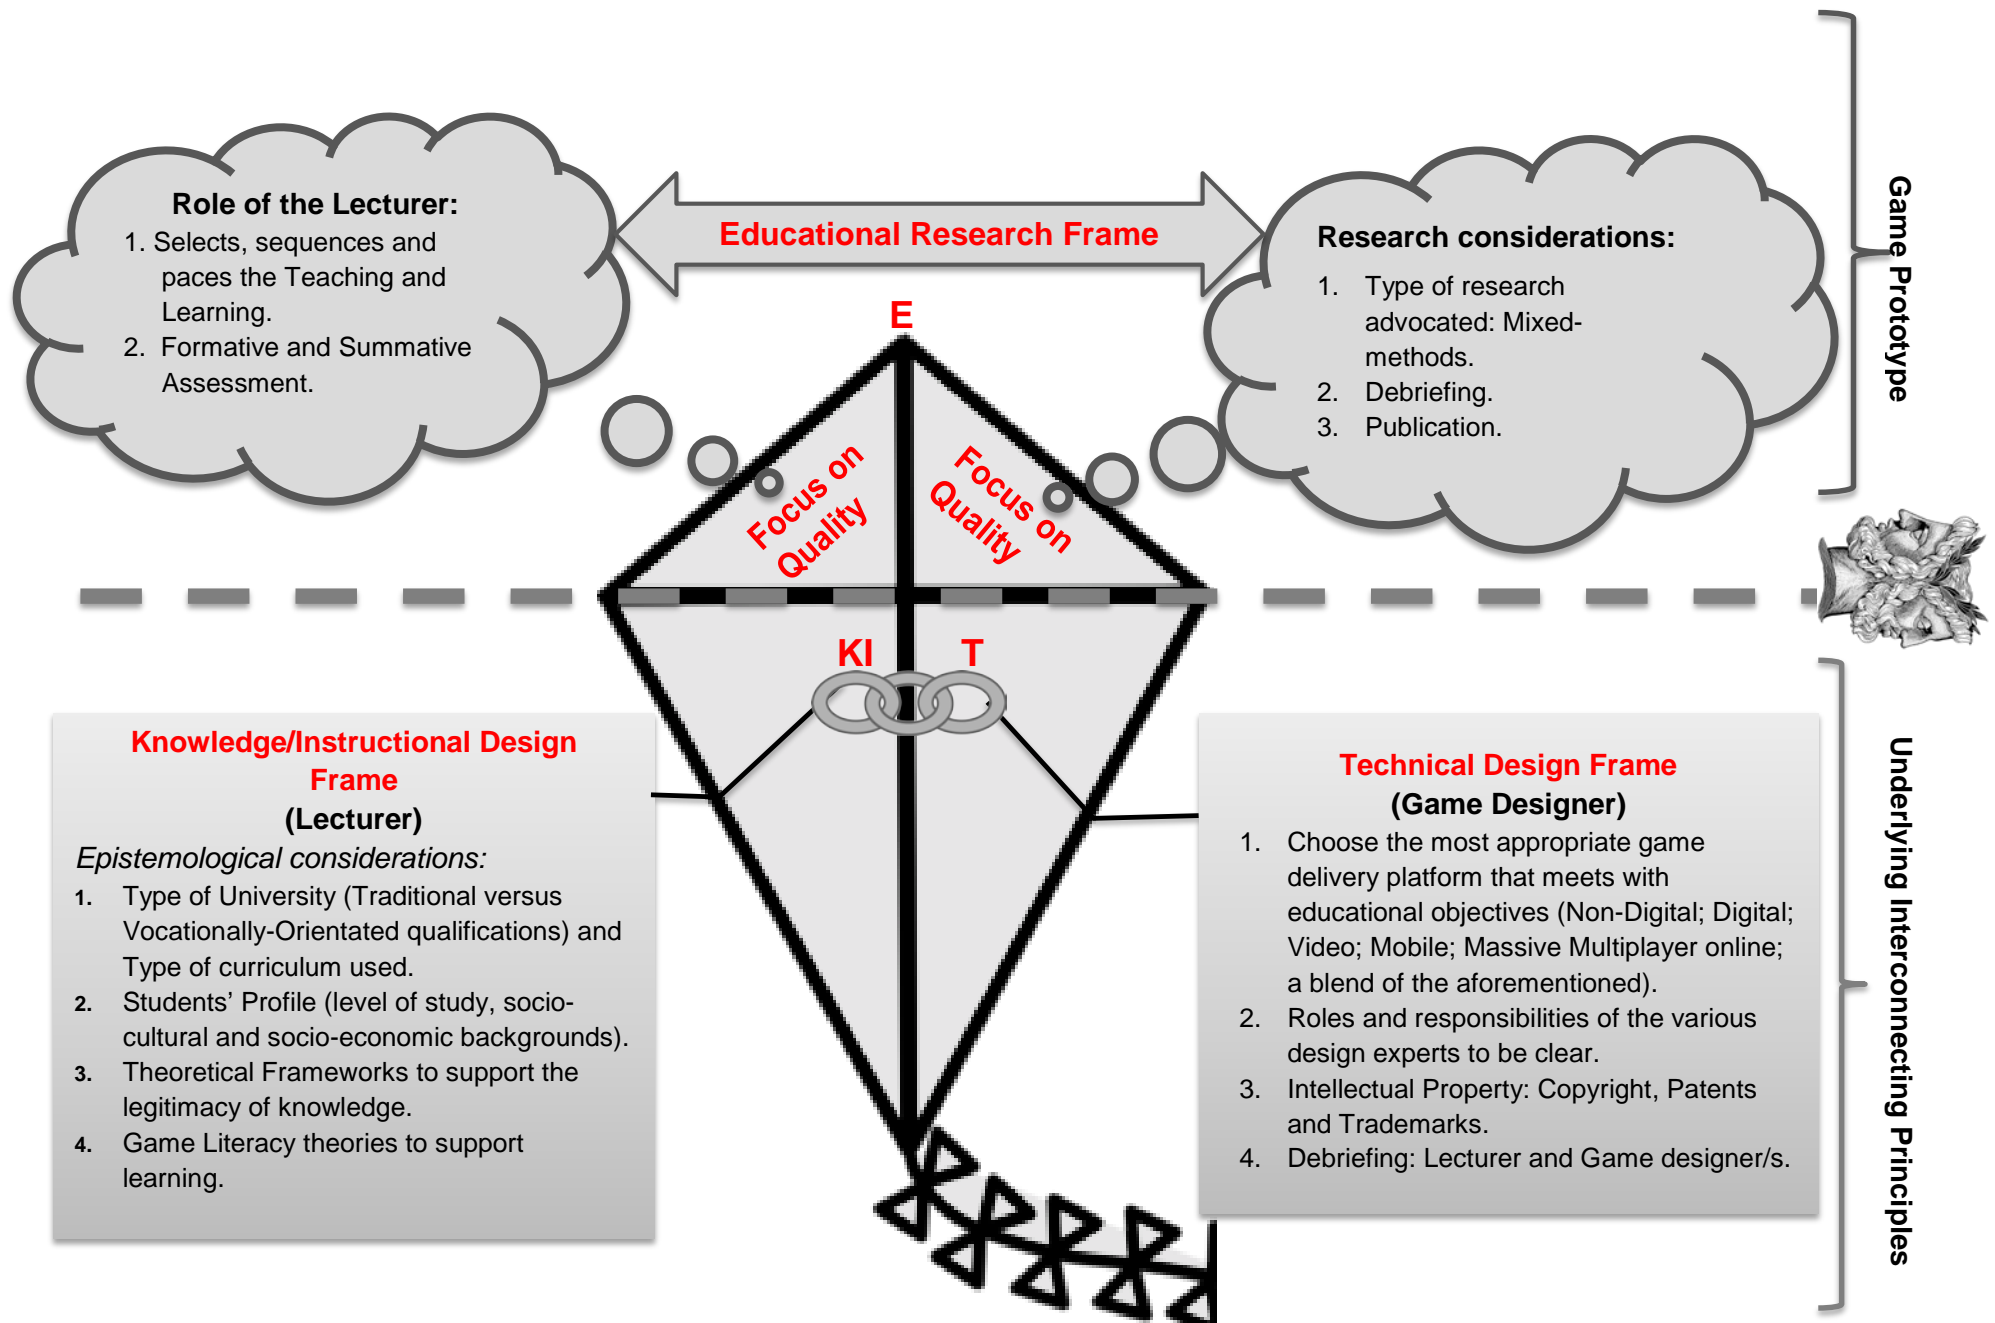 Role of the Lecturer:
1. Selects, sequences and
paces the Teaching and
Learning.
2. Formative and Summative
Assessment.
Educational Research Frame
Research considerations:
1. Type of research
advocated: Mixed-
methods.
2. Debriefing.
3. Publication.
Game Prototype
E
Focus on
Quality
Focus on
Quality
KI
T
Knowledge/Instructional Design
Frame
(Lecturer)
Epistemological considerations:
1. Type of University (Traditional versus
Vocationally-Orientated qualifications) and
Type of curriculum used.
2. Students’ Profile (level of study, socio-
cultural and socio-economic backgrounds).
3. Theoretical Frameworks to support the
legitimacy of knowledge.
4. Game Literacy theories to support
learning.
Technical Design Frame
(Game Designer)
1. Choose the most appropriate game
delivery platform that meets with
educational objectives (Non-Digital; Digital;
Video; Mobile; Massive Multiplayer online;
a blend of the aforementioned).
2. Roles and responsibilities of the various
design experts to be clear.
3. Intellectual Property: Copyright, Patents
and Trademarks.
4. Debriefing: Lecturer and Game designer/s.
Underlying Interconnecting Principles